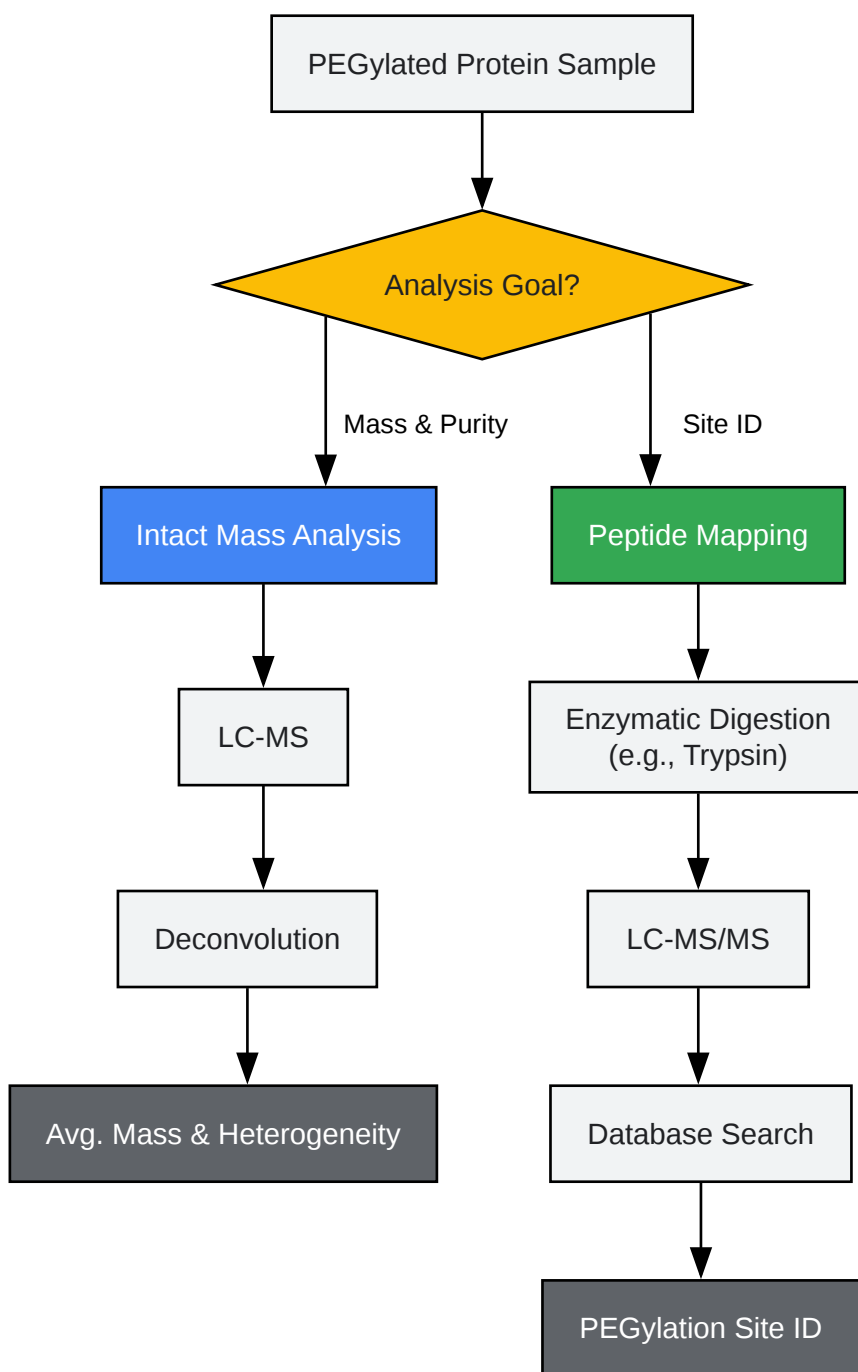 PEGylated Protein Sample
Analysis Goal?
Mass & Purity
Site ID
Intact Mass Analysis
Peptide Mapping
LC-MS
Enzymatic Digestion
(e.g., Trypsin)
Deconvolution
LC-MS/MS
Avg. Mass & Heterogeneity
Database Search
PEGylation Site ID